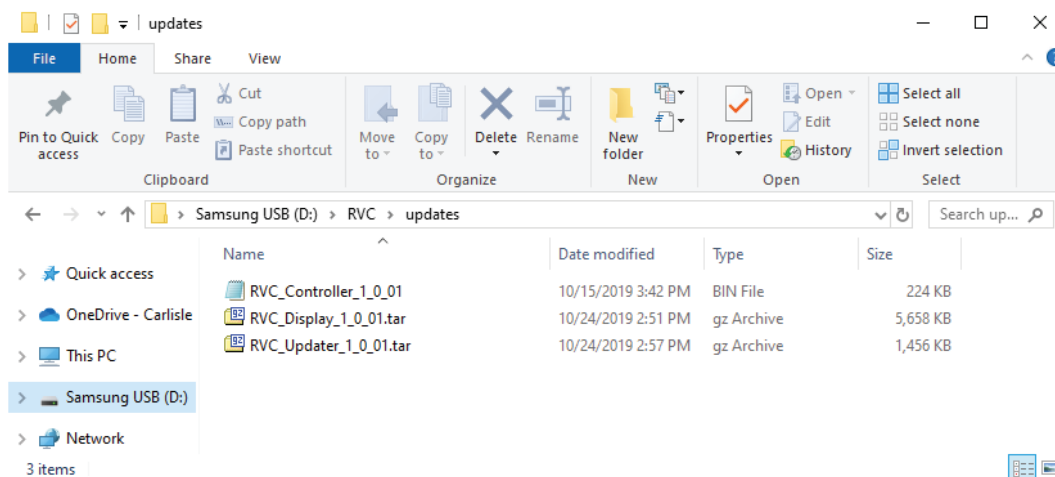 updates
File Home Share View
Pin to Quick access
Copy
Paste
Cut
Copy path
Paste shortcut
Clipboard
Move to
Copy to
Delete
Rename
Organize
New folder
New
Properties
Open
Edit
History
Open
Select all
Select none
Invert selection
Select
Samsung USB (D:) > RVC > updates
Search up...
Quick access
OneDrive - Carlisle
This PC
Samsung USB (D:)
Network
Name Date modified Type Size
RVC_Controller_1_0_01 10/15/2019 3:42 PM BIN File 224 KB
RVC_Display_1_0_01.tar 10/24/2019 2:51 PM gz Archive 5,658 KB
RVC_Updater_1_0_01.tar 10/24/2019 2:57 PM gz Archive 1,456 KB
3 items